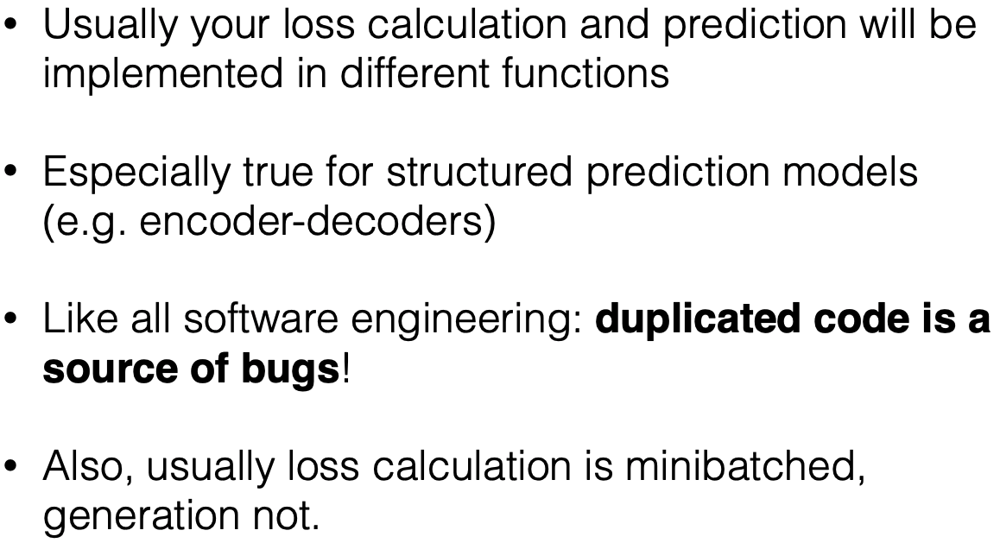 • Usually your loss calculation and prediction will be
implemented in different functions
• Especially true for structured prediction models
(e.g. encoder-decoders)
• Like all software engineering: duplicated code is a
source of bugs!
• Also, usually loss calculation is minibatched,
generation not.